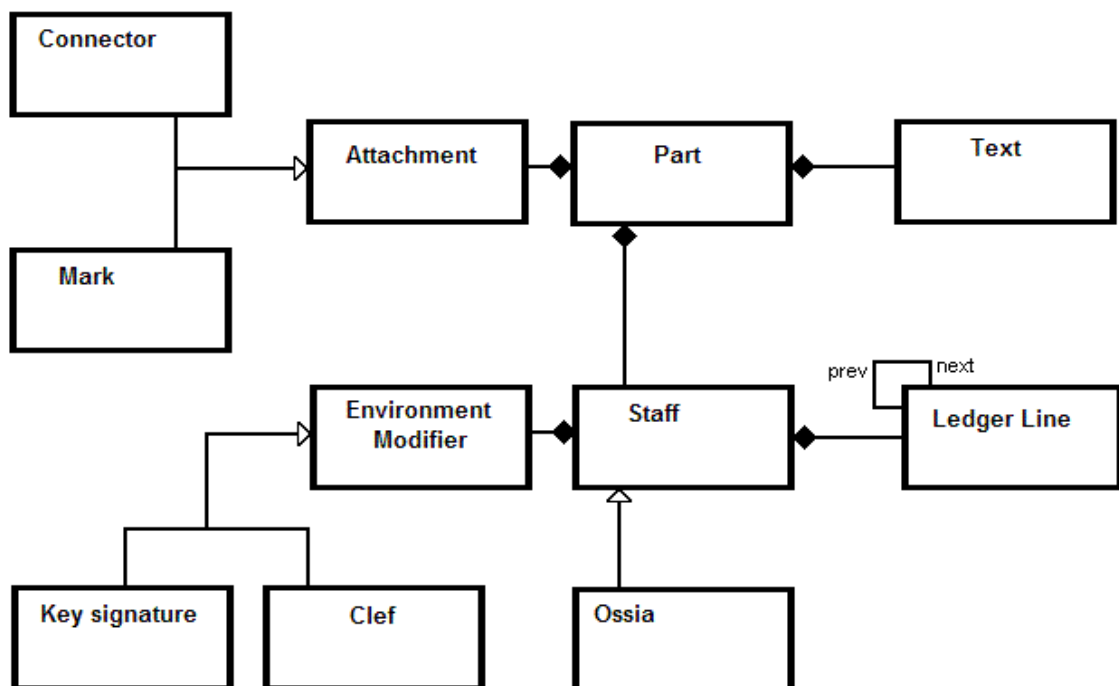 Connector
Attachment
Part
Text
Mark
prev
next
Environment
Modifier
Staff
Ledger Line
Key signature
Clef
Ossia